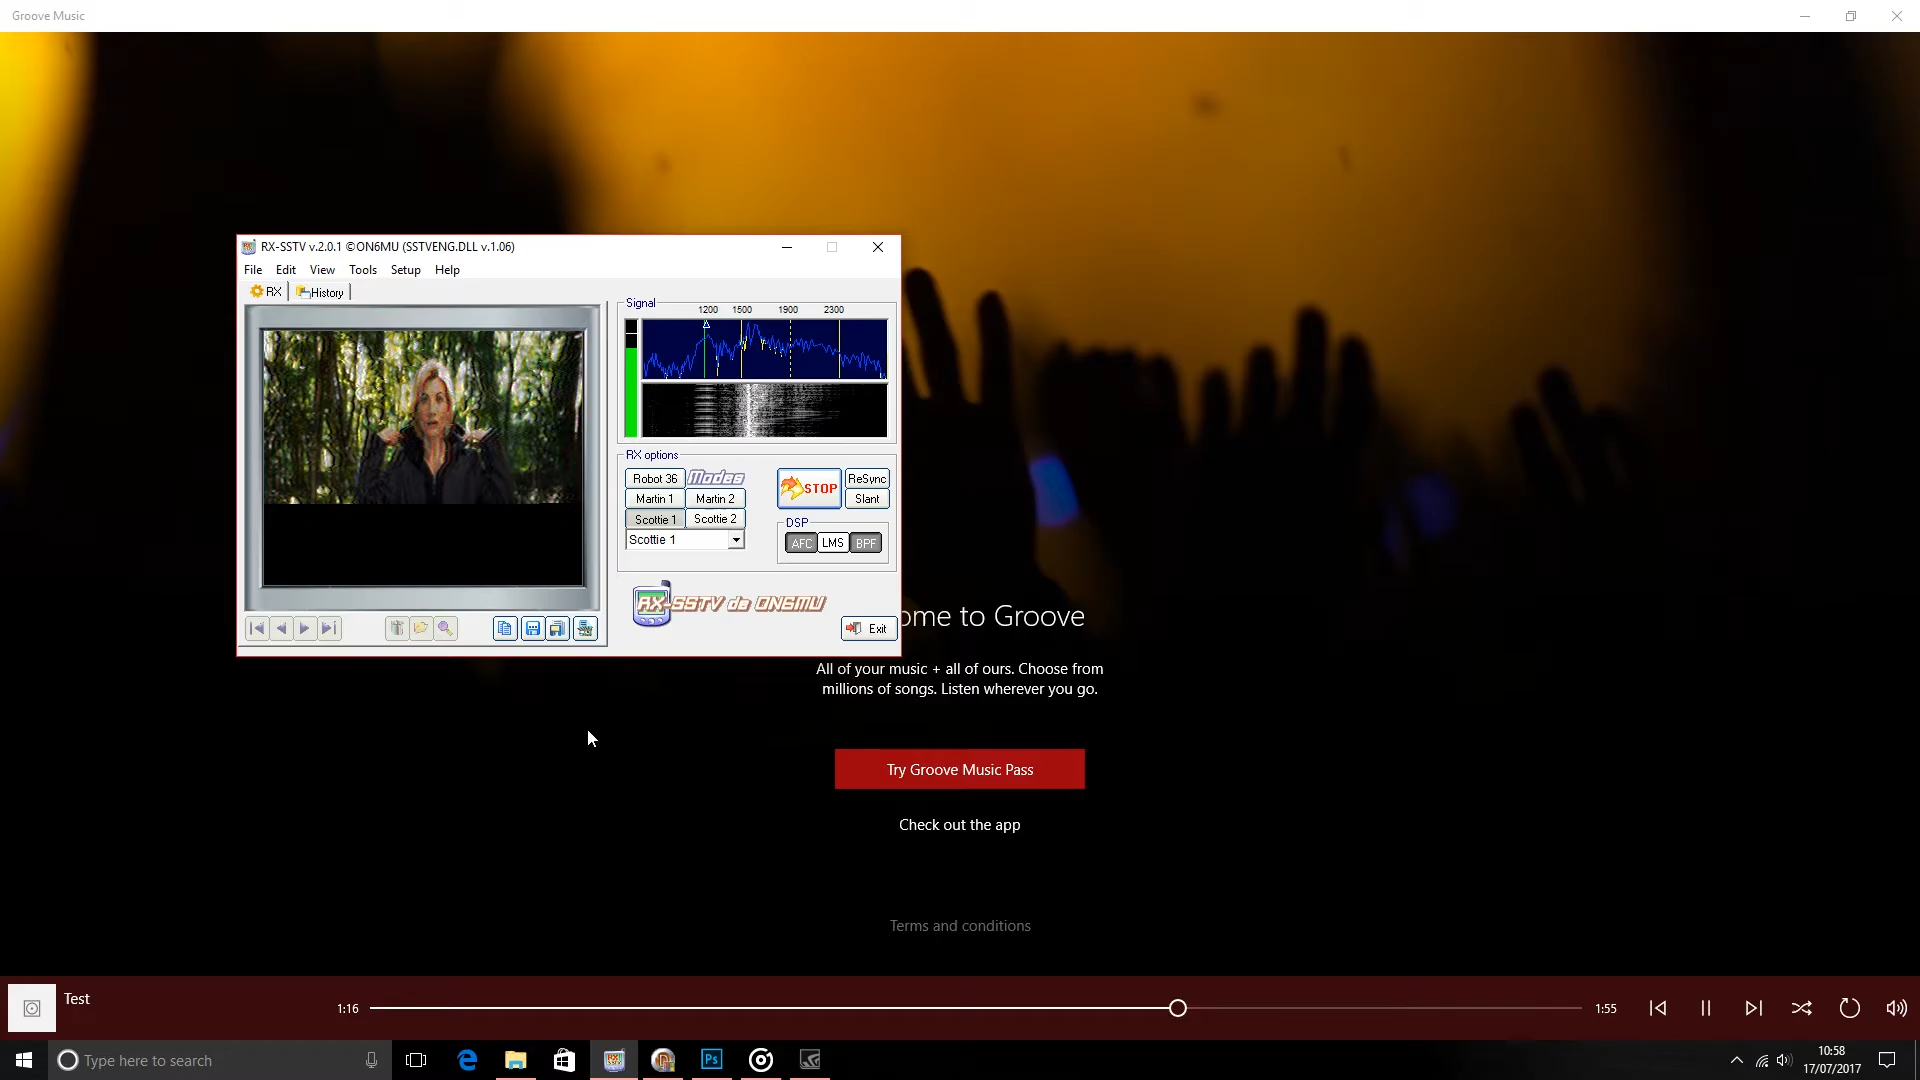 Groove Music
RX-SSTV v.2.0.1 ©ON6MU (SSTVENG.DLL v.1.06)
File Edit View Tools Setup Help
RX History
Signal
1200 1500 1900 2300
RX options
Robot 36 Modes
Martin 1 Martin 2
Scottie 1 Scottie 2
Scottie 1
STOP
ReSync
Slant
DSP
AFC LMS BPF
RX-SSTV de ON6MU
Exit
ome to Groove
All of your music + all of ours. Choose from
millions of songs. Listen wherever you go.
Try Groove Music Pass
Check out the app
Terms and conditions
Test
1:16
1:55
Type here to search
Ps
10:58
17/07/2017